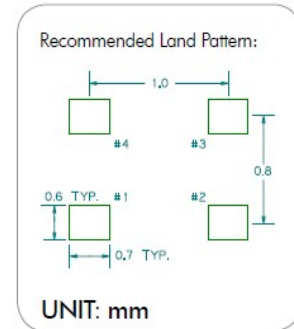 Recommended Land Pattern:
1.0
#4 #3
0.8
0.6 TYP. #1 #2
0.7 TYP.
UNIT: mm